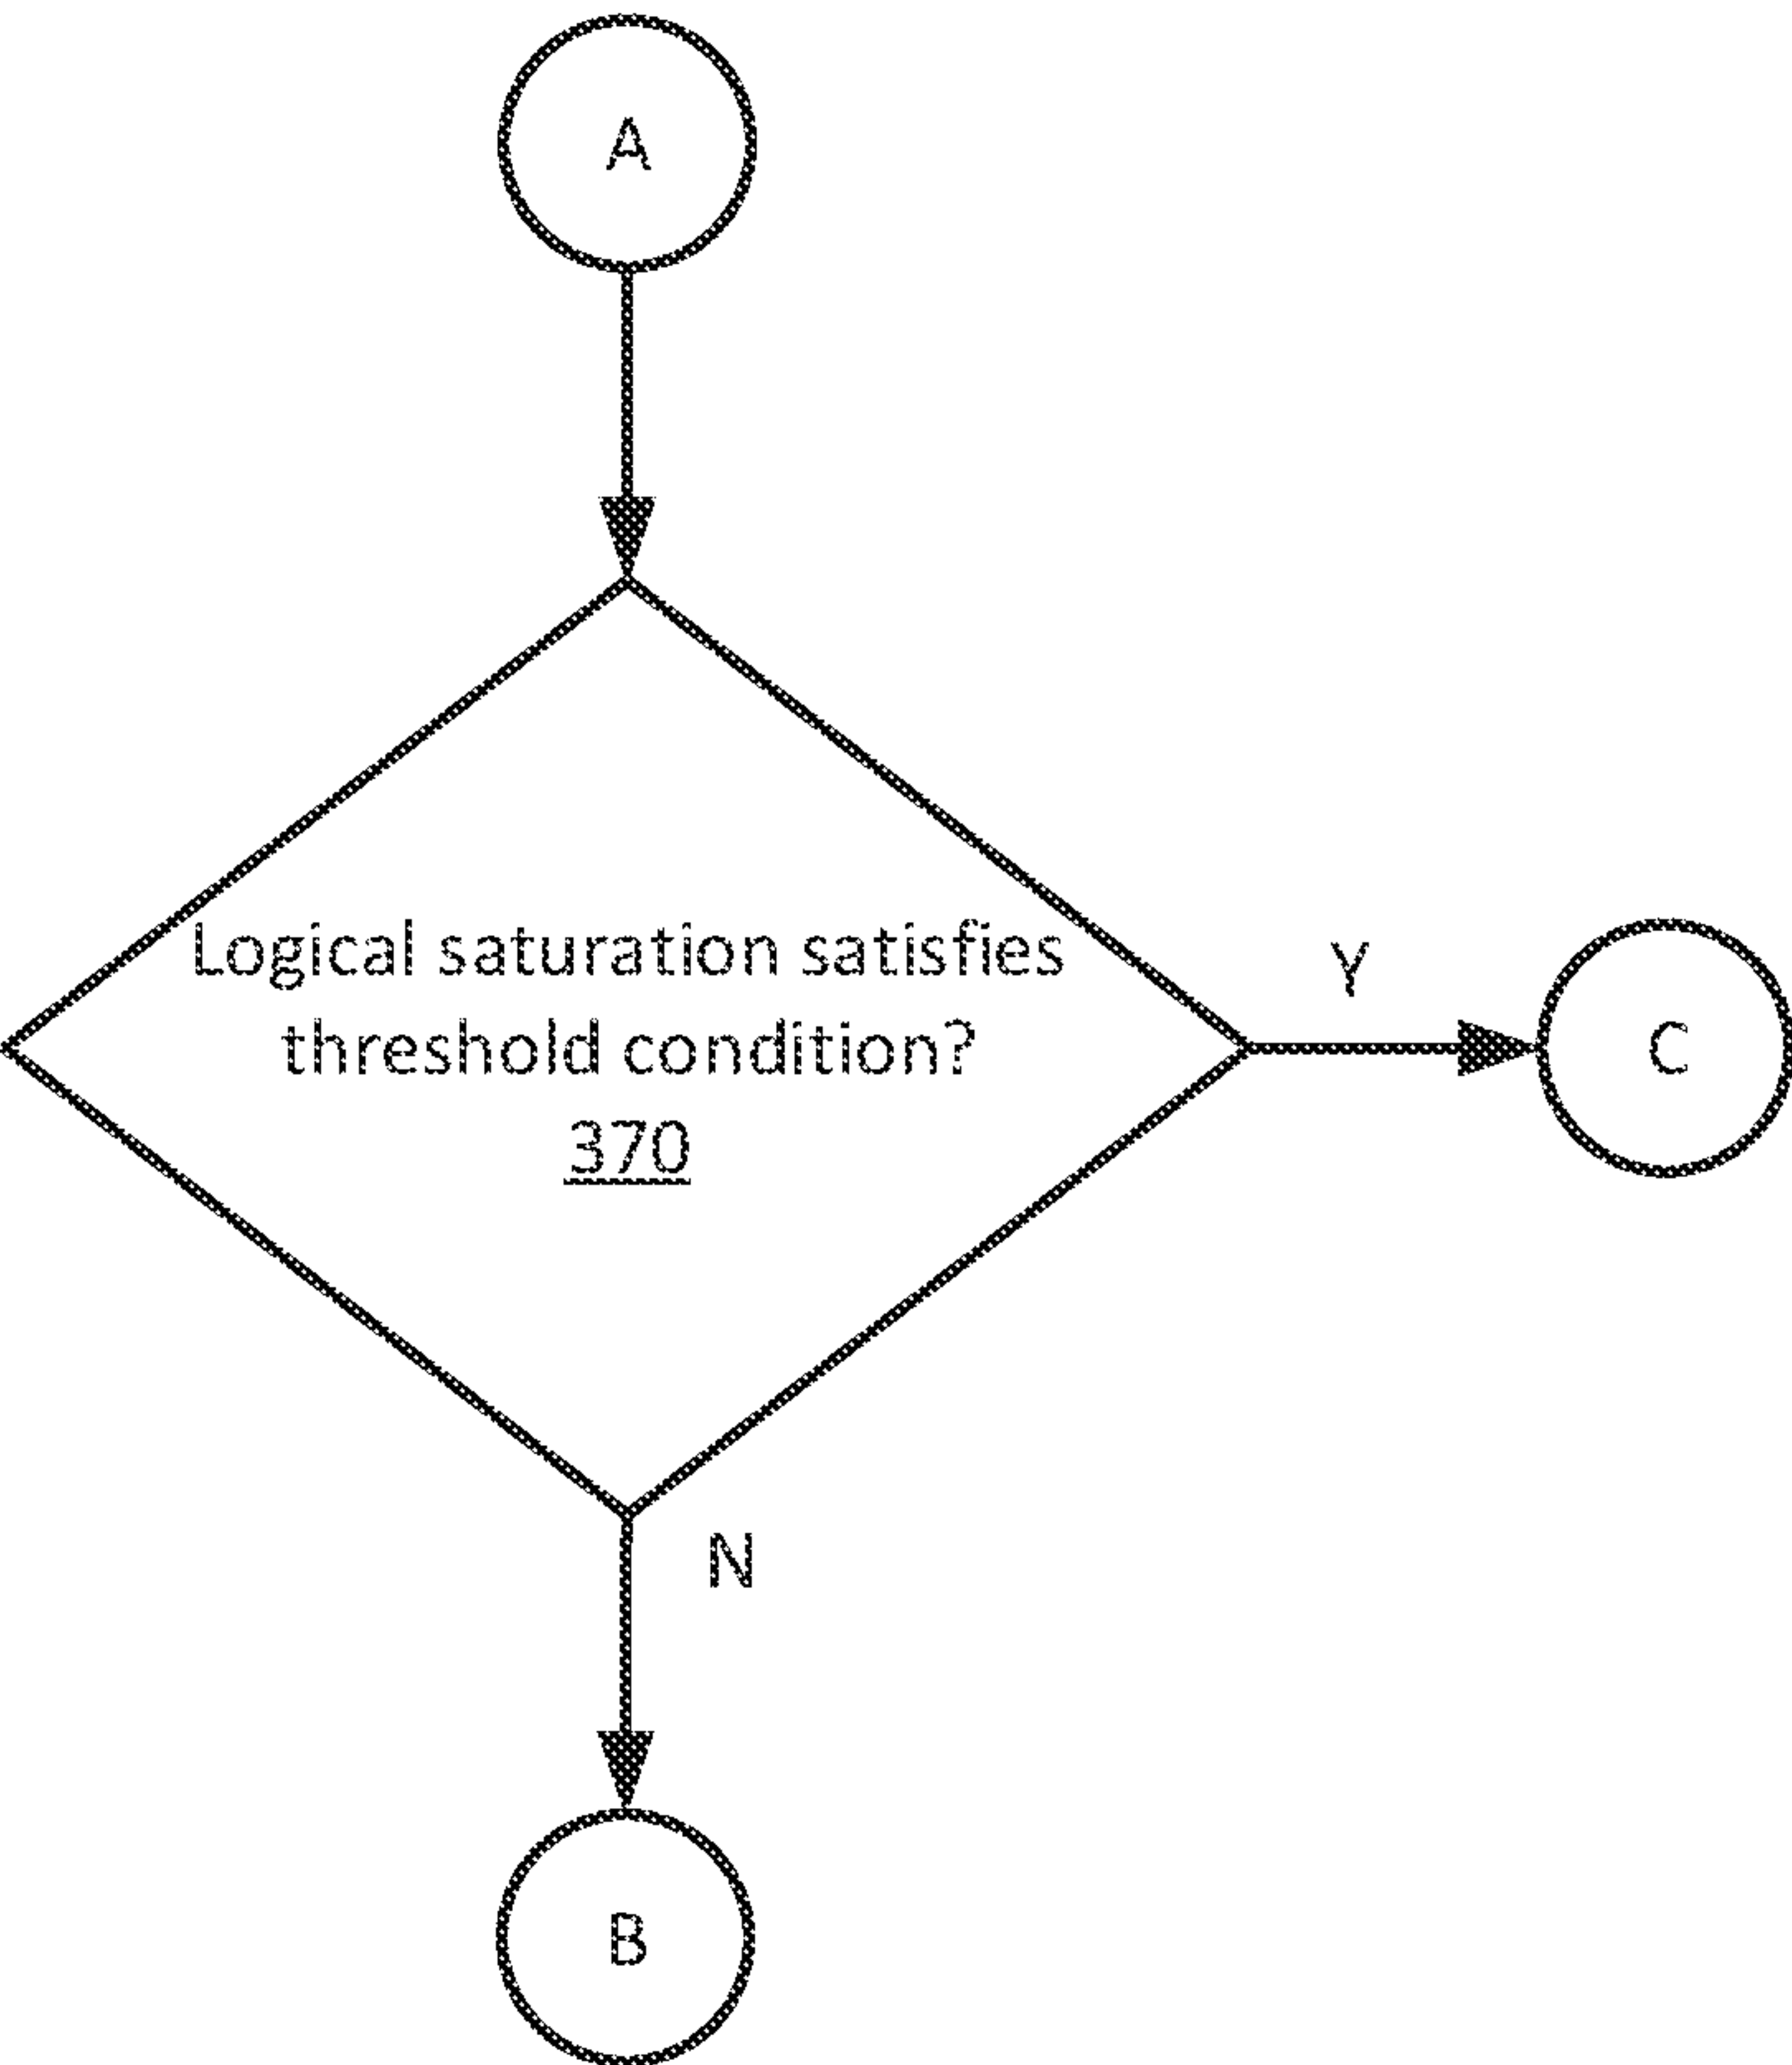 A
Logical saturation satisfies
threshold condition?
370
Y
C
N
B